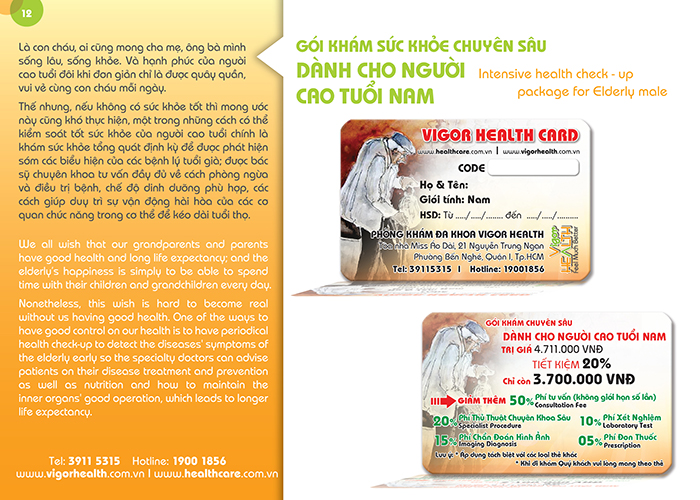 12
Là con cháu, ai cũng mong cha mẹ, ông bà mình
sống lâu, sống khỏe. Và hạnh phúc của người
cao tuổi đôi khi đơn giản chỉ là được quây quần,
vui vẻ cùng con cháu mỗi ngày.
Thế nhưng, nếu không có sức khỏe tốt thì mong ước
này cũng khó thực hiện, một trong những cách có thể
kiểm soát tốt sức khỏe của người cao tuổi chính là
khám sức khỏe tổng quát định kỳ để được phát hiện
sớm các biểu hiện của các bệnh lý tuổi già; được bác
sỹ chuyên khoa tư vấn đầy đủ về cách phòng ngừa
và điều trị bệnh, chế độ dinh dưỡng phù hợp, các
cách giúp duy trì sự vận động hài hòa của các cơ
quan chức năng trong cơ thể để kéo dài tuổi thọ.
We all wish that our grandparents and parents
have good health and long life expectancy; and the
elderly's happiness is simply to be able to spend
time with their children and grandchildren every day.
Nonetheless, this wish is hard to become real
without us having good health. One of the ways to
have good control on our health is to have periodical
health check-up to detect the diseases' symptoms of
the elderly early so the specialty doctors can advise
patients on their disease treatment and prevention
as well as nutrition and how to maintain the
inner organs' good operation, which leads to longer
life expectancy.
Tel: 3911 5315 Hotline: 1900 1856
www.vigorhealth.com.vn I www.healthcare.com.vn
GÓI KHÁM SỨC KHỎE CHUYÊN SÂU
DÀNH CHO NGƯỜI
CAO TUỔI NAM
Intensive health check - up
package for Elderly male
VIGOR HEALTH CARD
www.healthcare.com.vn | www.vigorhealth.com.vn
CODE
Họ & Tên:
Giới tính: Nam
HSD: Từ ...../...../........ đến ...../...../..........
PHÒNG KHÁM ĐA KHOA VIGOR HEALTH
Tòa nhà Miss Áo Dài, 21 Nguyễn Trung Ngạn
Phường Bến Nghé, Quận 1, Tp.HCM
Tel: 39115315 I Hotline: 19001856
Vigor
HEALTH
Feel Much Better
GÓI KHÁM CHUYÊN SÂU
DÀNH CHO NGƯỜI CAO TUỔI NAM
TRỊ GIÁ 4.711.000 VNĐ
TIẾT KIỆM 20%
Chỉ còn 3.700.000 VNĐ
GIẢM THÊM 50% Phí tư vấn (không giới hạn số lần)
Consultation Fee
20% Phí Thủ Thuật Chuyên Khoa Sâu
Specialist Procedure
10% Phí Xét Nghiệm
Laboratory Test
15% Phí Chẩn Đoán Hình Ảnh
Imaging Diagnosis
05% Phí Đơn Thuốc
Prescription
Lưu ý: * Áp dụng tách biệt với các loại thẻ khác
* Khi đi khám Quý khách vui lòng mang theo thẻ